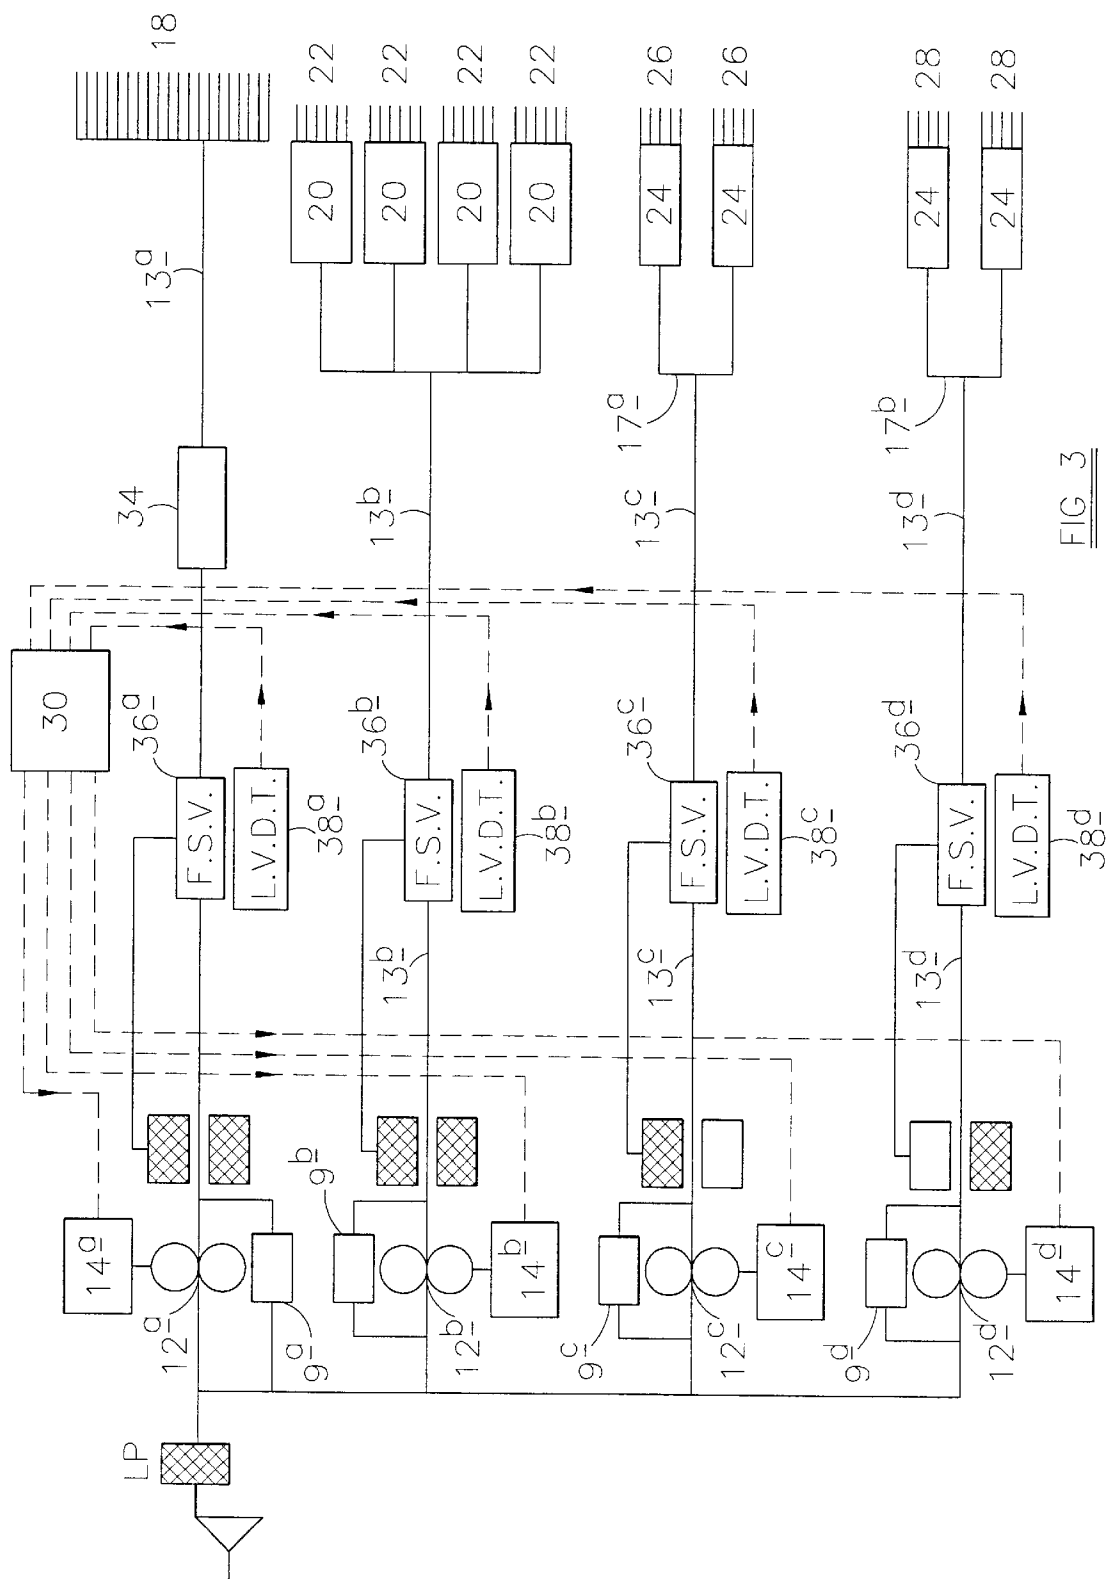 LP
12a
14a
9a
30
36a
F.S.V.
L.V.D.T.
38a
34
13a
18
9b
12b
14b
13b
36b
F.S.V.
L.V.D.T.
38b
13b
20
22
20
22
20
22
20
22
9c
12c
14c
13c
36c
F.S.V.
L.V.D.T.
38c
13c
17a
24
26
24
26
9d
12d
14d
13d
36d
F.S.V.
L.V.D.T.
38d
13d
17b
24
28
24
28
FIG 3